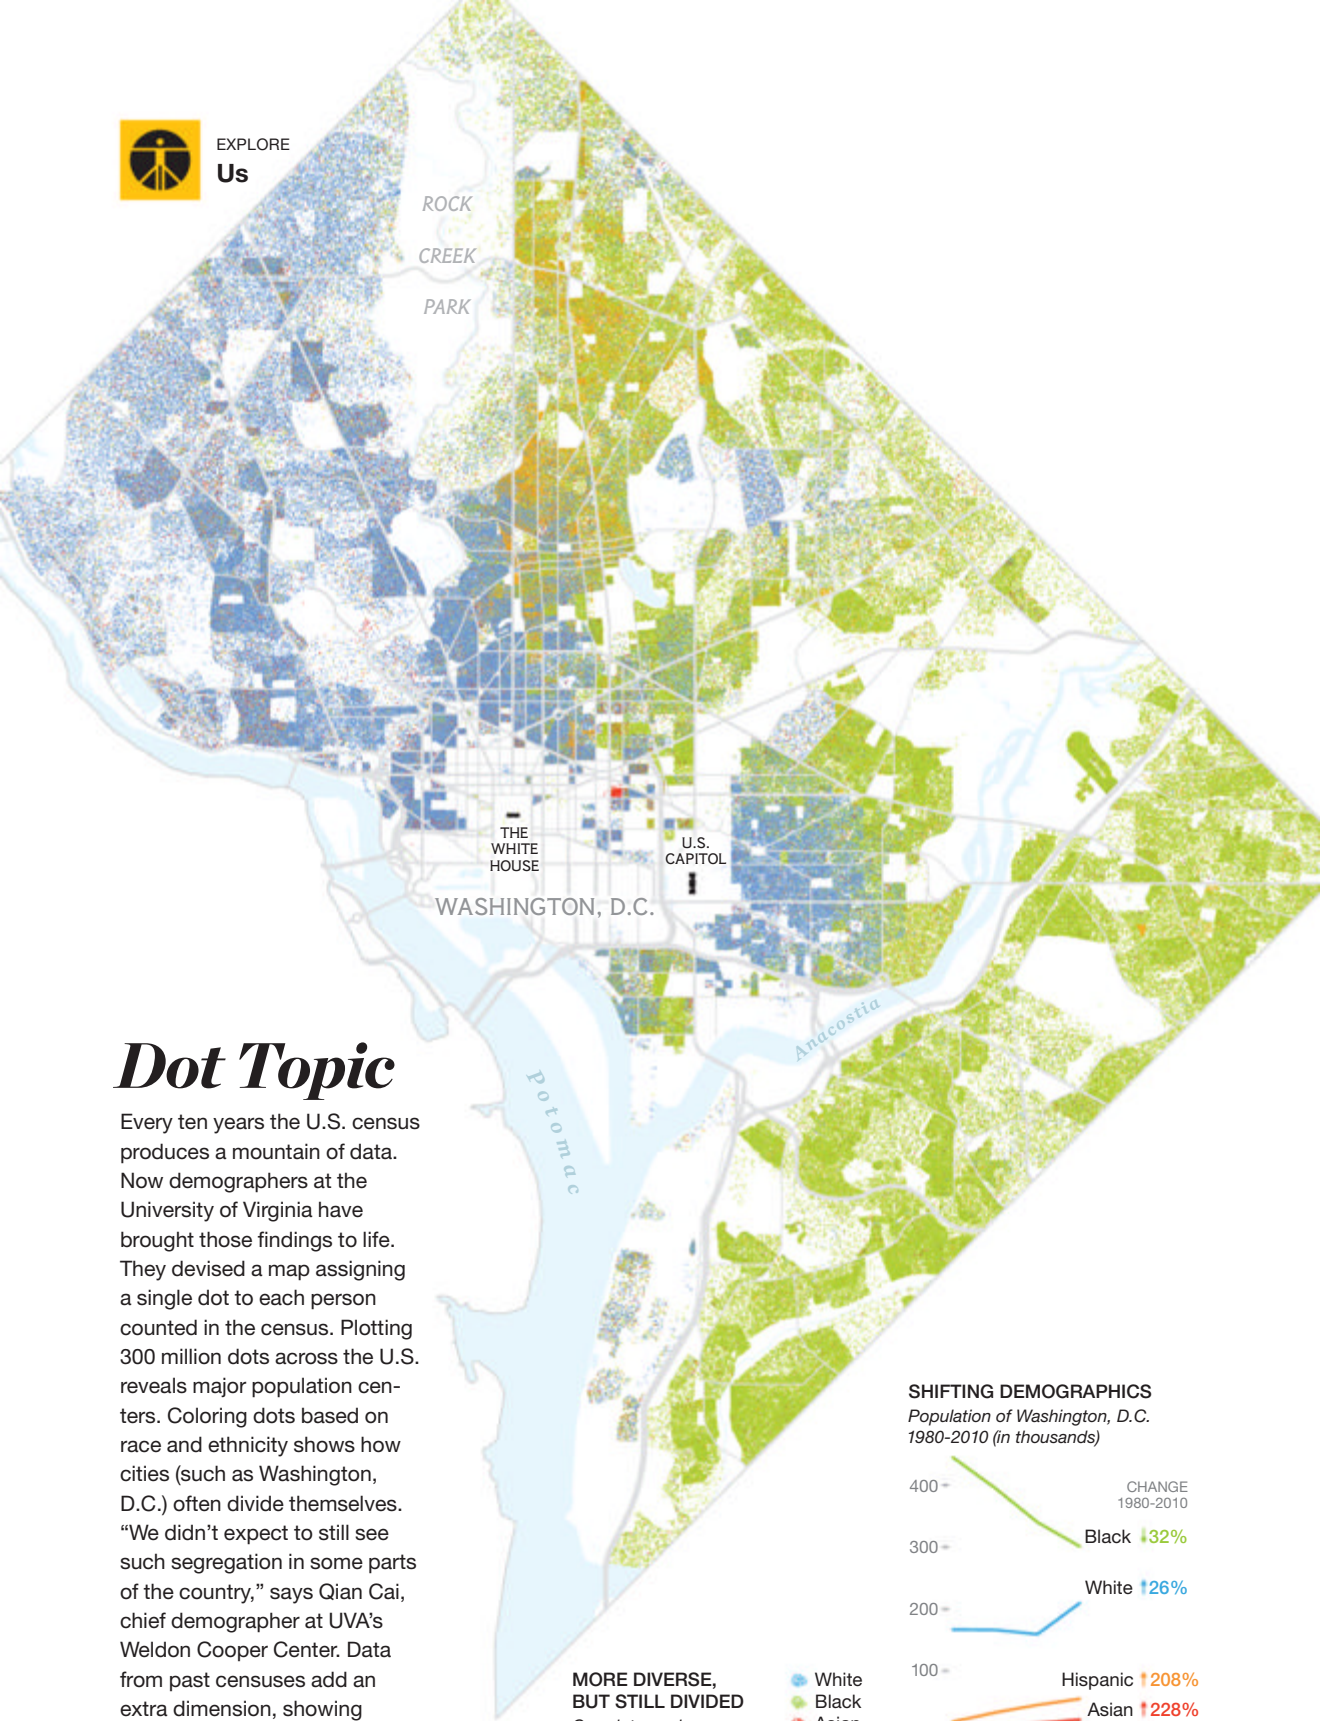 EXPLORE
Us
ROCK
CREEK
PARK
THE
WHITE
HOUSE
U.S.
CAPITOL
WASHINGTON, D.C.
Anacostia
Potomac
Dot Topic
Every ten years the U.S. census
produces a mountain of data.
Now demographers at the
University of Virginia have
brought those findings to life.
They devised a map assigning
a single dot to each person
counted in the census. Plotting
300 million dots across the U.S.
reveals major population cen-
ters. Coloring dots based on
race and ethnicity shows how
cities (such as Washington,
D.C.) often divide themselves.
“We didn’t expect to still see
such segregation in some parts
of the country,” says Qian Cai,
chief demographer at UVA’s
Weldon Cooper Center. Data
from past censuses add an
extra dimension, showing
SHIFTING DEMOGRAPHICS
Population of Washington, D.C.
1980-2010 (in thousands)
400
CHANGE
1980-2010
Black 32%
300
White 26%
200
100
Hispanic 208%
Asian 228%
MORE DIVERSE,
BUT STILL DIVIDED
White
Black